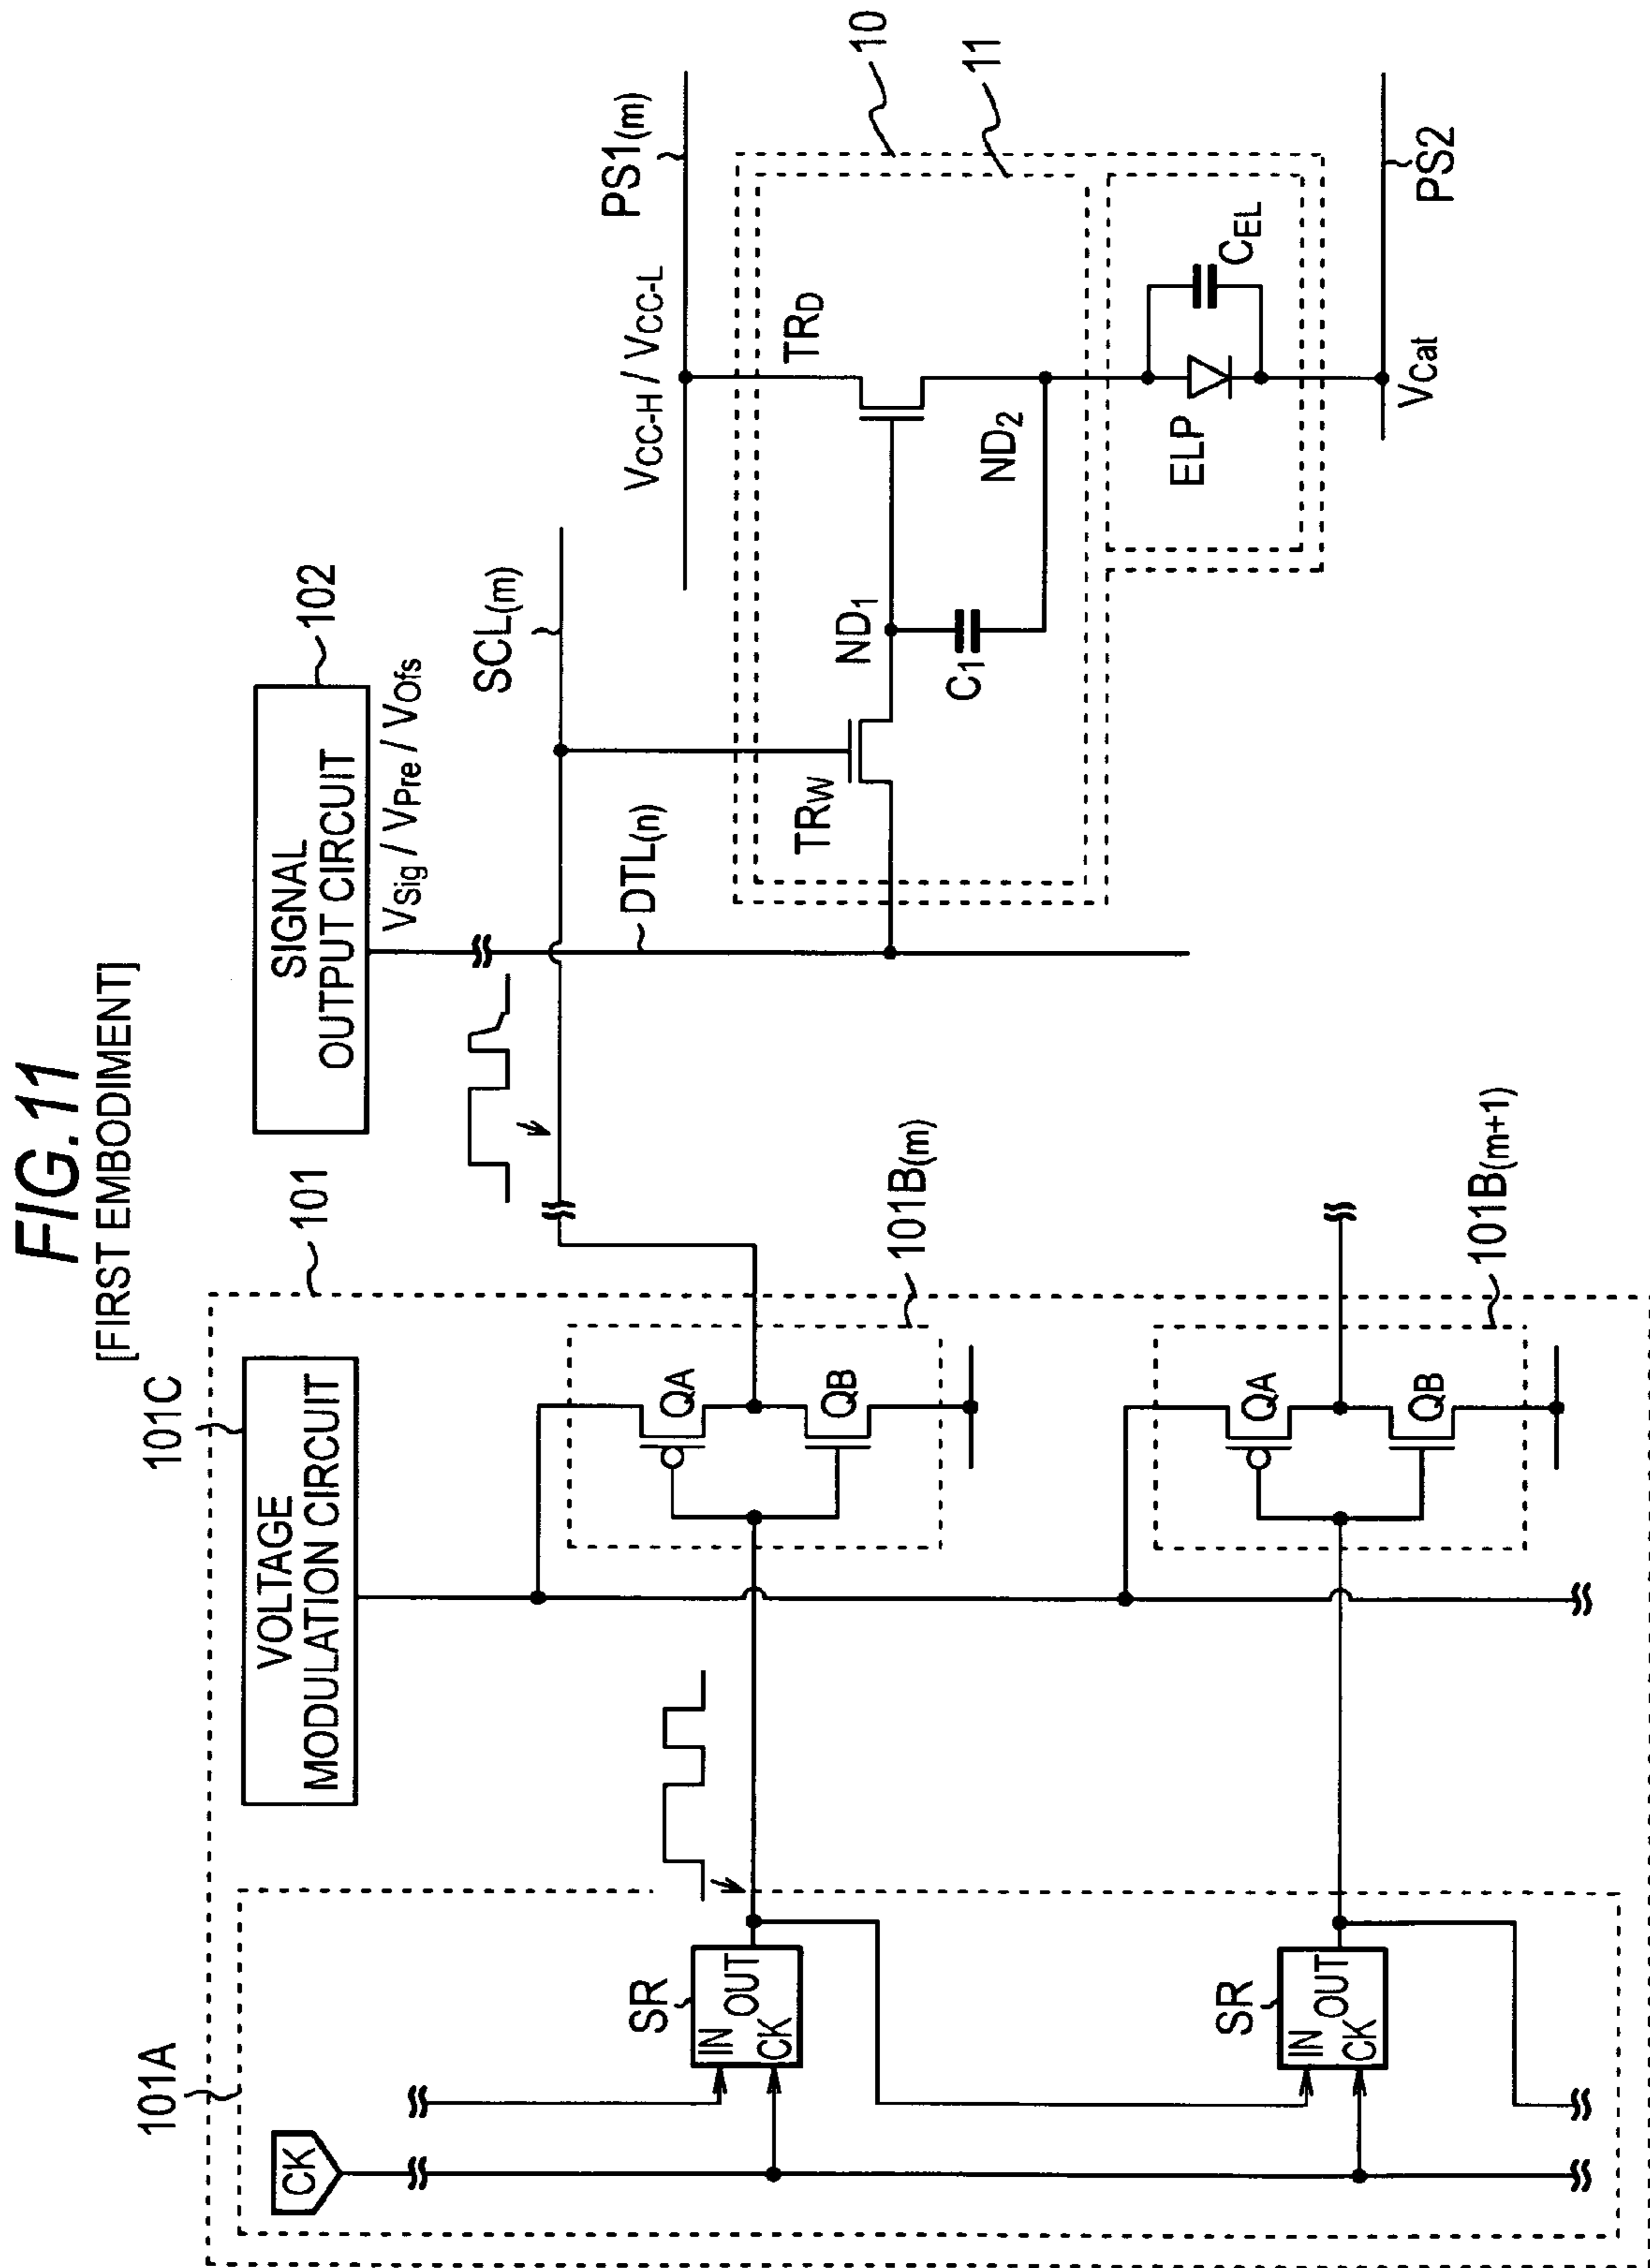 FIG.11
[FIRST EMBODIMENT]
101A
101C
101
102
CK
VOLTAGE
MODULATION CIRCUIT
SIGNAL
OUTPUT CIRCUIT
VSig / VPre / VOfs
SCL(m)
VCC-H / VCC-L
PS1(m)
SR
IN
OUT
CK
QA
QB
101B(m)
DTL(n)
TRW
ND1
C1
TRD
ND2
10
11
ELP
CEL
Vcat
PS2
SR
IN
OUT
CK
QA
QB
101B(m+1)